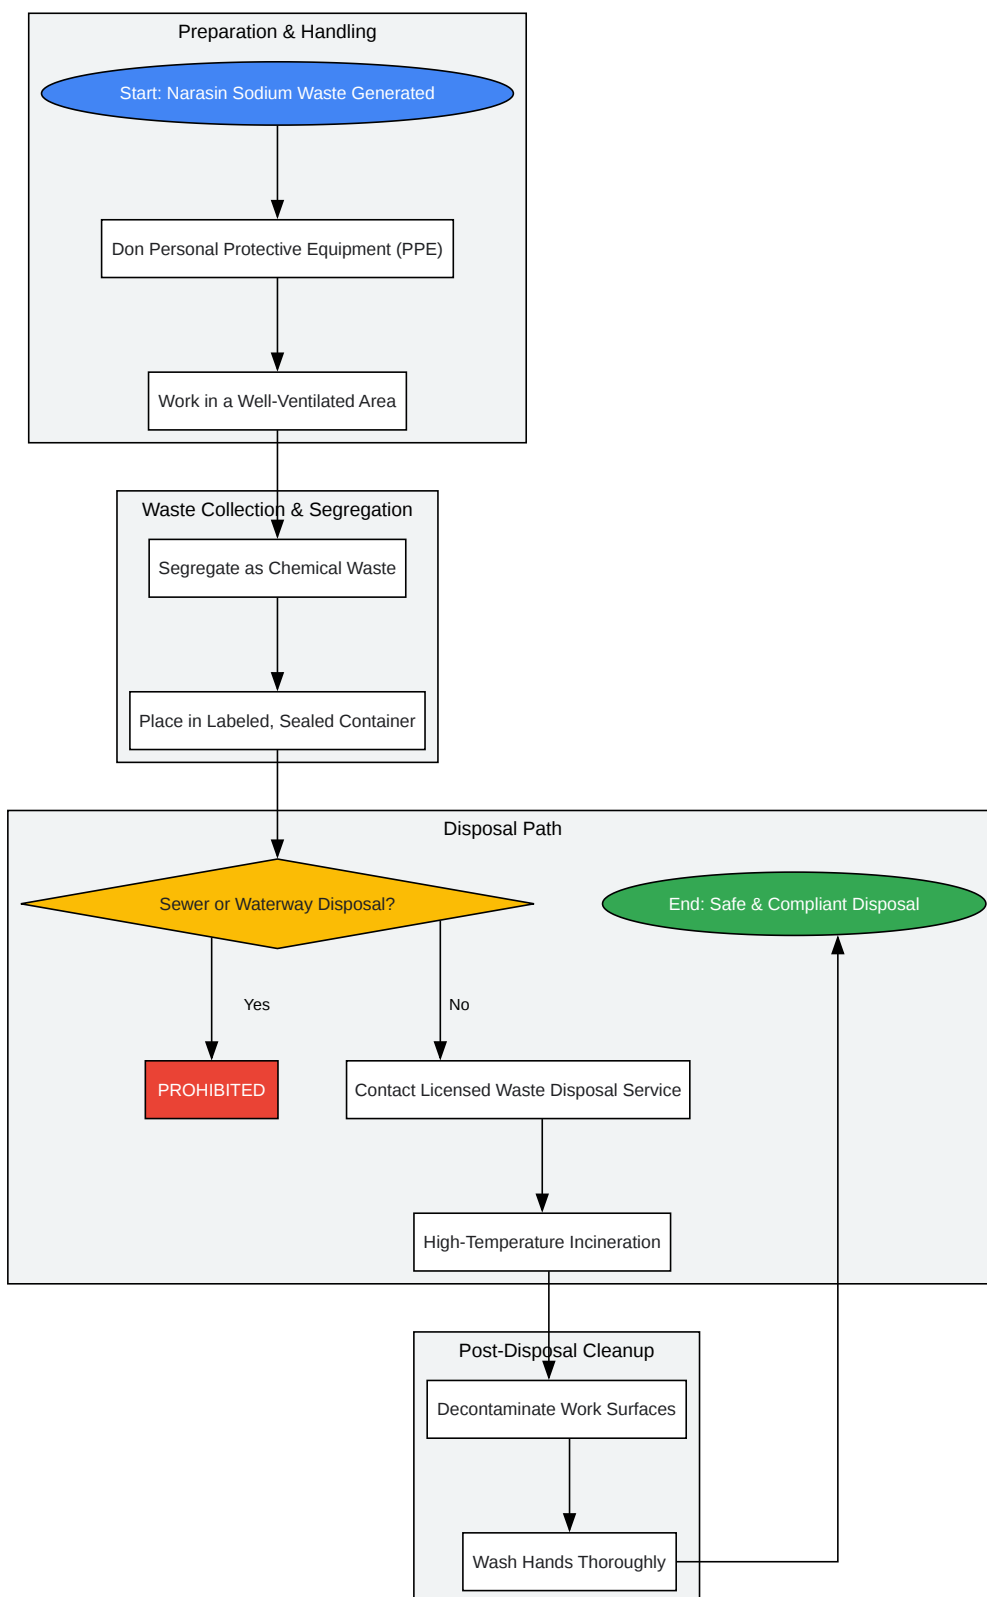 Preparation & Handling
Start: Narasin Sodium Waste Generated
Don Personal Protective Equipment (PPE)
Work in a Well-Ventilated Area
Waste Collection & Segregation
Segregate as Chemical Waste
Place in Labeled, Sealed Container
Disposal Path
Sewer or Waterway Disposal?
End: Safe & Compliant Disposal
Yes
No
PROHIBITED
Contact Licensed Waste Disposal Service
High-Temperature Incineration
Post-Disposal Cleanup
Decontaminate Work Surfaces
Wash Hands Thoroughly